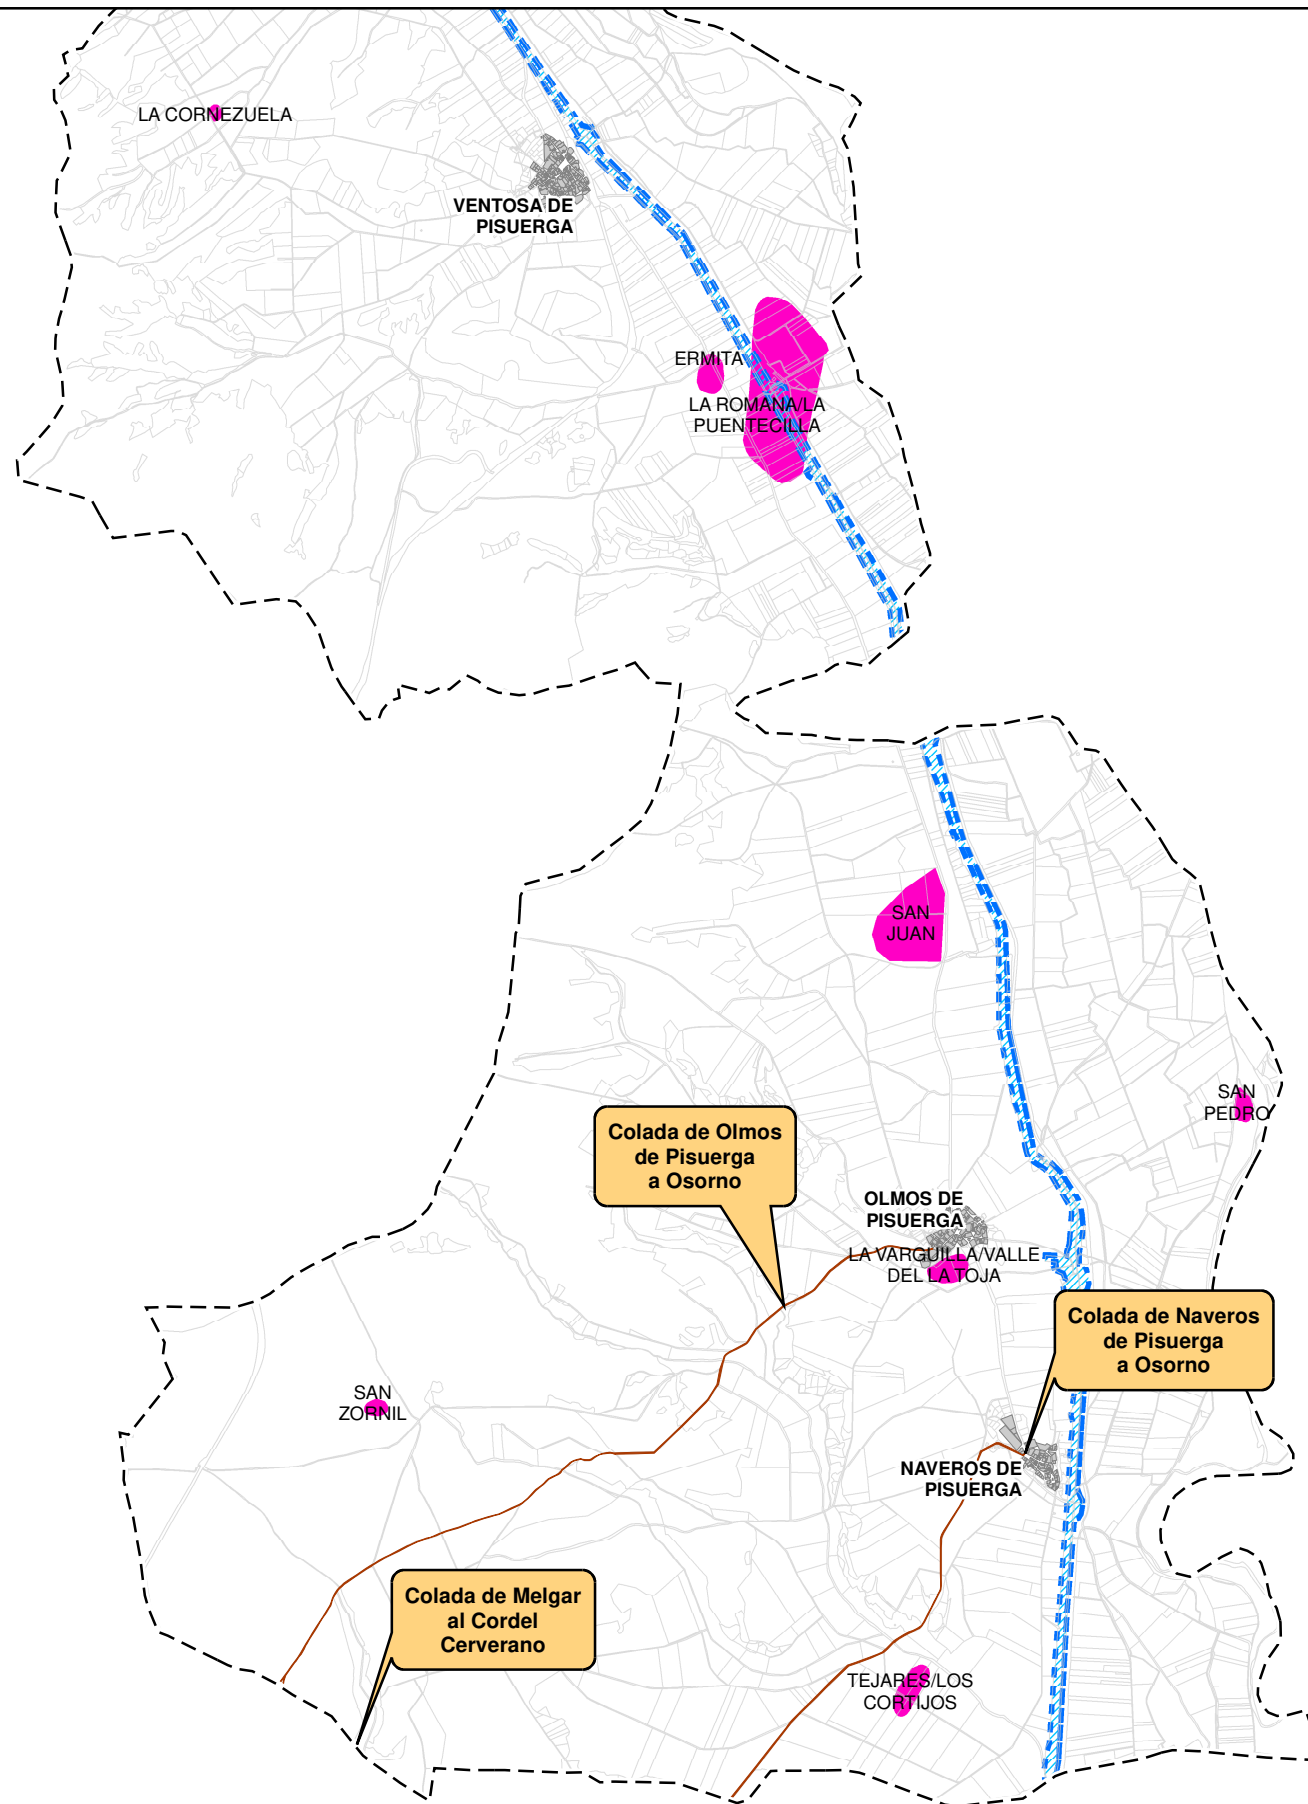 LA CORNEZUELA
VENTOSA DE
PISUERGA
ERMITA
LA ROMANA/LA
PUENTECILLA
SAN
JUAN
SAN
PEDRO
Colada de Olmos
de Pisuerga
a Osorno
OLMOS DE
PISUERGA
LA VARGUILLA/VALLE
DEL LA TOJA
Colada de Naveros
de Pisuerga
a Osorno
SAN
ZORNIL
NAVEROS DE
PISUERGA
Colada de Melgar
al Cordel
Cerverano
TEJARES/LOS
CORTIJOS